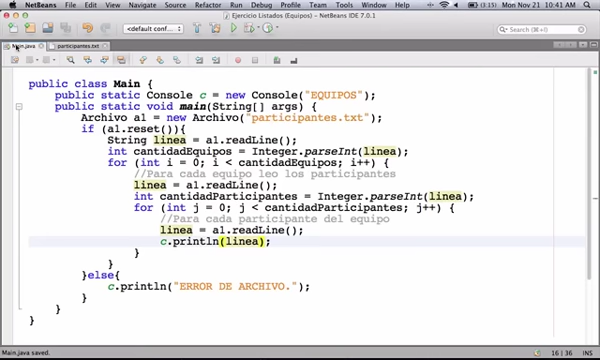 NetBeans File Edit View Navigate Source Refactor Run Debug Profile Team Tools Window Help (3:15) Mon Nov 21 10:41 AM
Ejercicio Listados (Equipos) - NetBeans IDE 7.0.1
<default conf... Search (⌘+I)
Main.java participantes.txt
public class Main {
public static Console c = new Console("EQUIPOS");
public static void main(String[] args) {
Archivo a1 = new Archivo("participantes.txt");
if (a1.reset()){
String linea = a1.readLine();
int cantidadEquipos = Integer.parseInt(linea);
for (int i = 0; i < cantidadEquipos; i++) {
//Para cada equipo leo los participantes
linea = a1.readLine();
int cantidadParticipantes = Integer.parseInt(linea);
for (int j = 0; j < cantidadParticipantes; j++) {
//Para cada participante del equipo
linea = a1.readLine();
c.println(linea);
}
}
}else{
c.println("ERROR DE ARCHIVO.");
}
}
}
Main.java saved. 16 | 36 INS